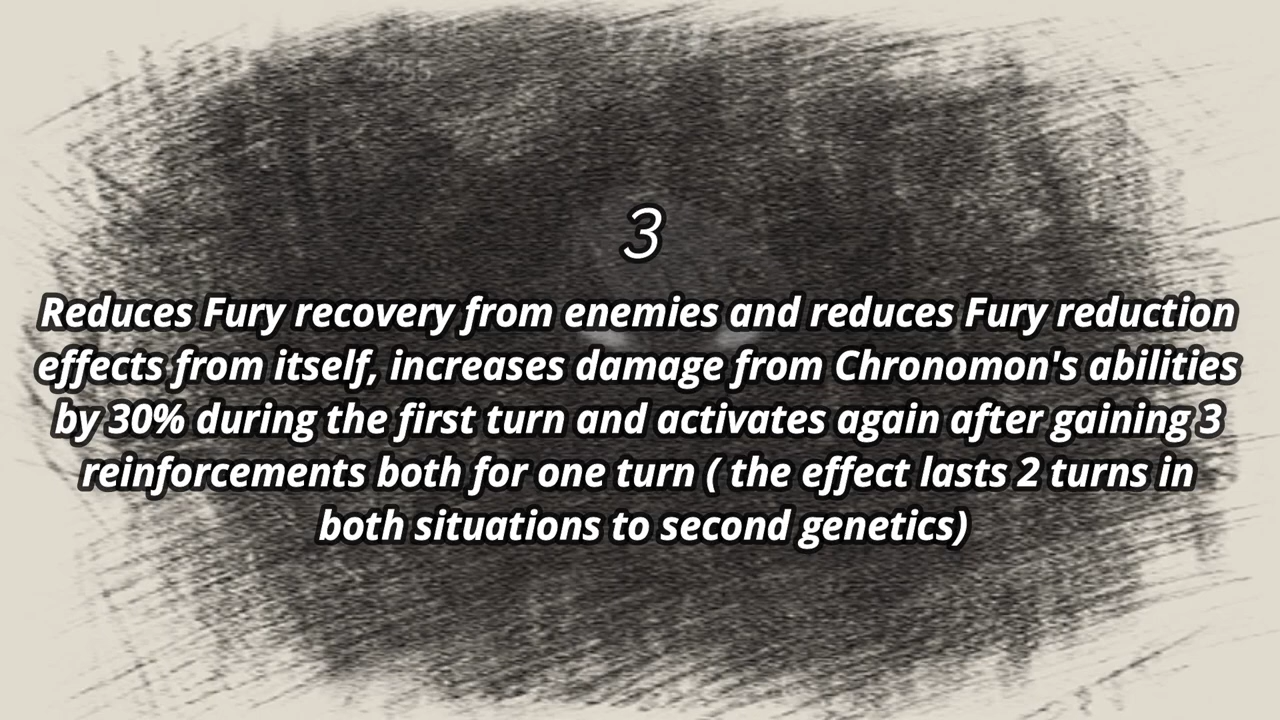 3
Reduces Fury recovery from enemies and reduces Fury reduction
effects from itself, increases damage from Chronomon's abilities
by 30% during the first turn and activates again after gaining 3
reinforcements both for one turn ( the effect lasts 2 turns in
both situations to second genetics)